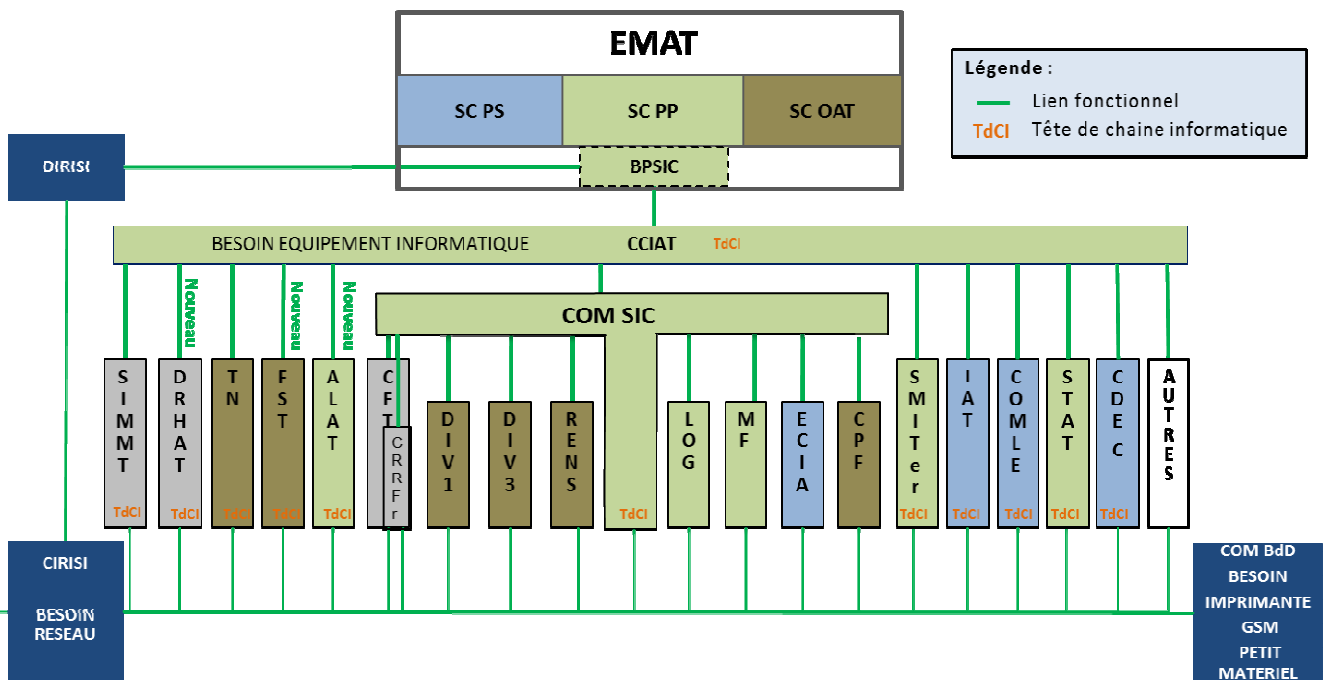 EMAT
SC PS
SC PP
SC OAT
BPSIC
Légende :
Lien fonctionnel
TdCI Tête de chaine informatique
DIRISI
BESOIN EQUIPEMENT INFORMATIQUE CCIAT TdCI
Nouveau
Nouveau
Nouveau
COM SIC
TdCI
SIMMT
TdCI
DRHAT
TdCI
TN
TdCI
FST
TdCI
ALAT
TdCI
CFT
CRRFr
DIV1
DIV3
RENS
LOG
MF
ECIA
CPF
SMITer
TdCI
IAT
TdCI
COMLE
TdCI
STAT
TdCI
CDEC
TdCI
AUTRES
CIRISI
BESOIN
RESEAU
COM BdD
BESOIN
IMPRIMANTE
GSM
PETIT
MATERIEL